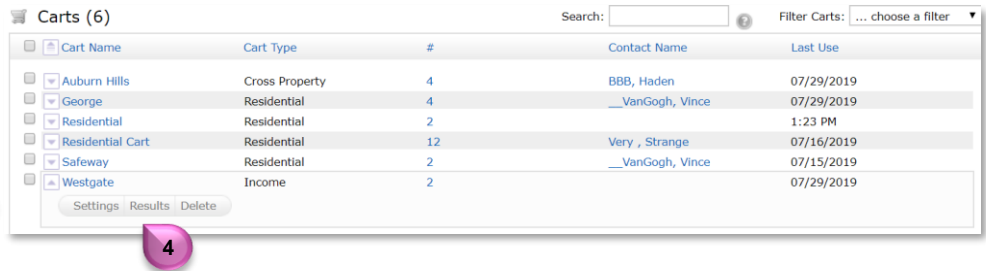 Carts (6) Search: ? Filter Carts: ... choose a filter
Cart Name Cart Type # Contact Name Last Use
Auburn Hills Cross Property 4 BBB, Haden 07/29/2019
George Residential 4 __VanGogh, Vince 07/29/2019
Residential Residential 2 1:23 PM
Residential Cart Residential 12 Very , Strange 07/16/2019
Safeway Residential 2 __VanGogh, Vince 07/15/2019
Westgate Income 2 07/29/2019
Settings Results Delete
4